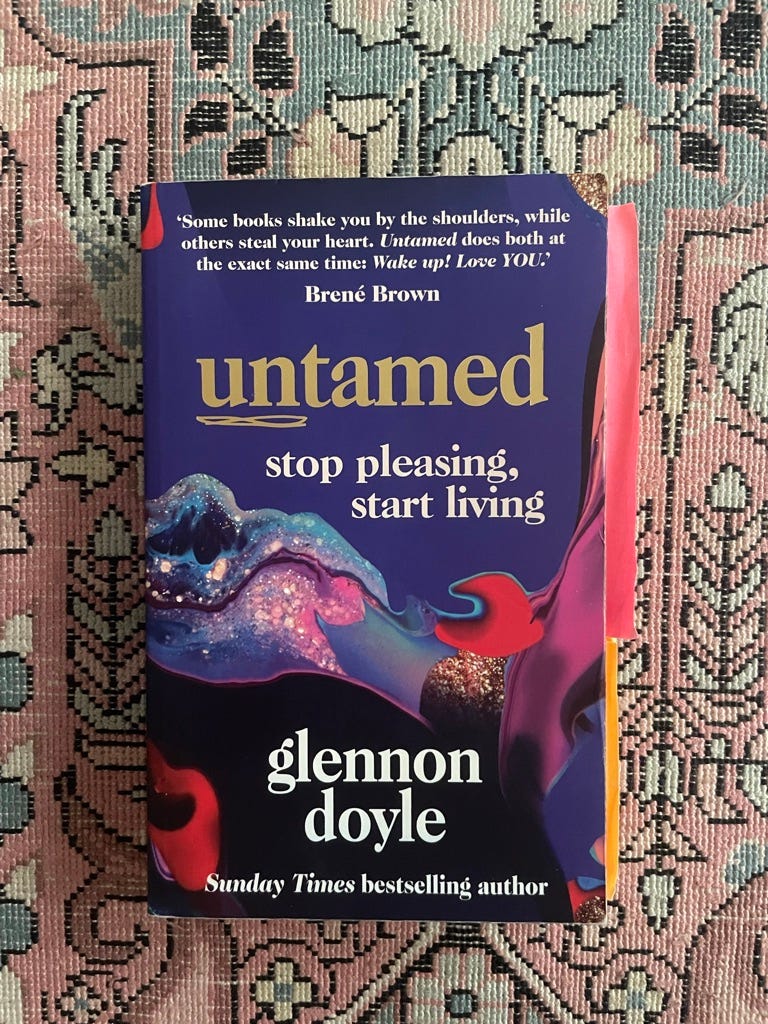 ‘Some books shake you by the shoulders, while
others steal your heart. Untamed does both at
the exact same time: Wake up! Love YOU.’
Brené Brown
untamed
stop pleasing,
start living
glennon
doyle
Sunday Times bestselling author